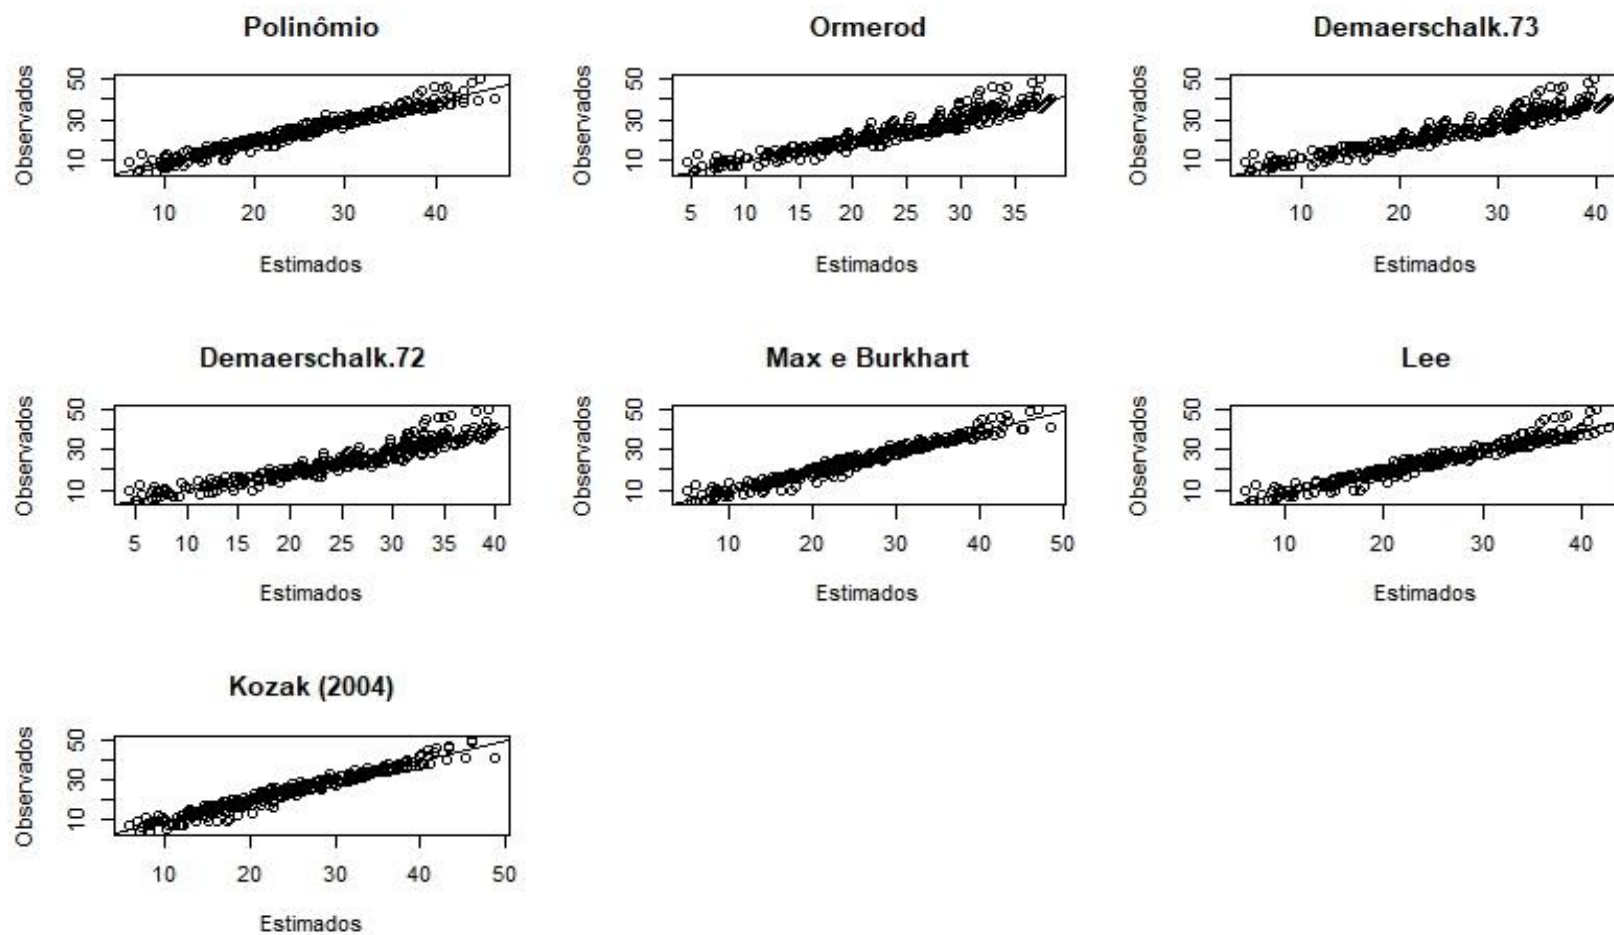 Polinômio
Observados
50
30
10
10 20 30 40
Estimados
Ormerod
Observados
50
30
10
5 10 15 20 25 30 35
Estimados
Demaerschalk.73
Observados
50
30
10
10 20 30 40
Estimados
Demaerschalk.72
Observados
50
30
10
5 10 15 20 25 30 35 40
Estimados
Max e Burkhart
Observados
50
30
10
10 20 30 40 50
Estimados
Lee
Observados
50
30
10
10 20 30 40
Estimados
Kozak (2004)
Observados
50
30
10
10 20 30 40 50
Estimados